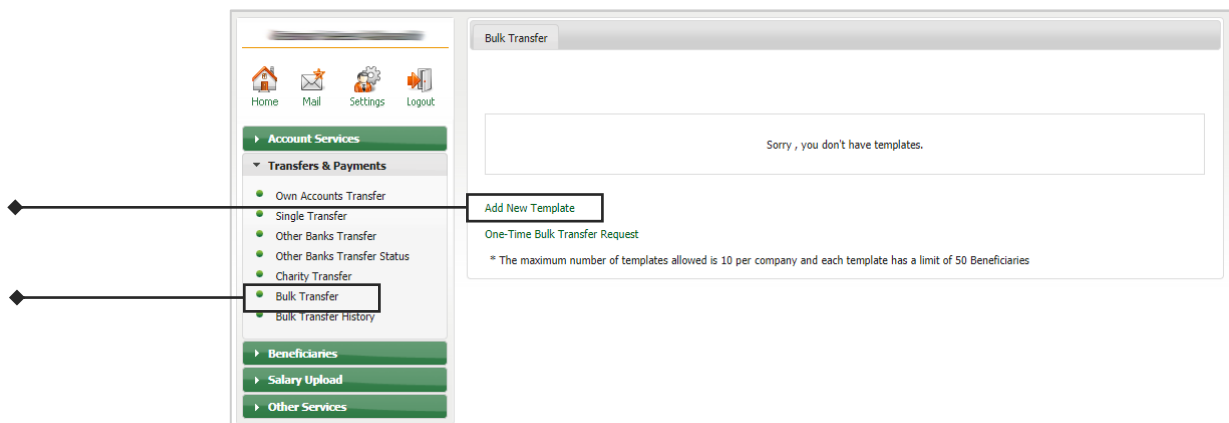 Home
Mail
Settings
Logout
Account Services
Transfers & Payments
Own Accounts Transfer
Single Transfer
Other Banks Transfer
Other Banks Transfer Status
Charity Transfer
Bulk Transfer
Bulk Transfer History
Beneficiaries
Salary Upload
Other Services
Bulk Transfer
Sorry , you don't have templates.
Add New Template
One-Time Bulk Transfer Request
* The maximum number of templates allowed is 10 per company and each template has a limit of 50 Beneficiaries